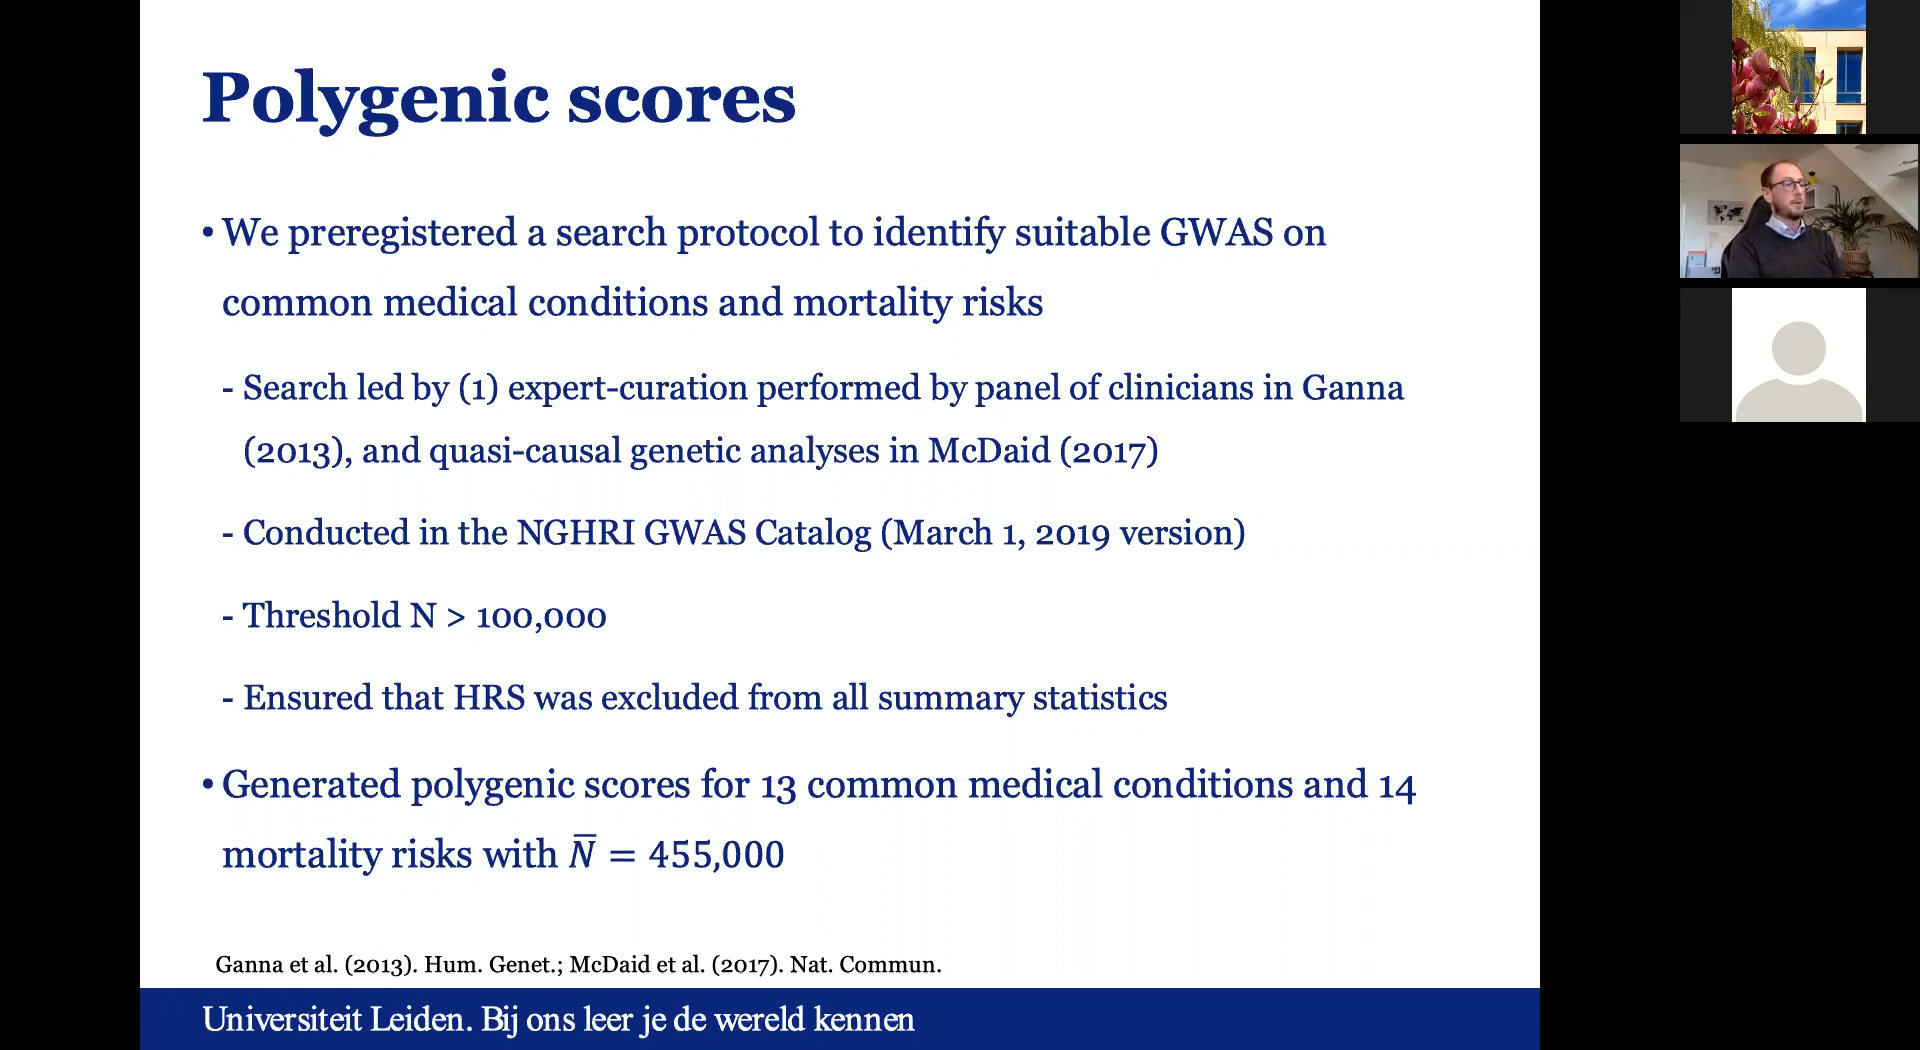 Polygenic scores
• We preregistered a search protocol to identify suitable GWAS on
common medical conditions and mortality risks
- Search led by (1) expert-curation performed by panel of clinicians in Ganna
(2013), and quasi-causal genetic analyses in McDaid (2017)
- Conducted in the NGHRI GWAS Catalog (March 1, 2019 version)
- Threshold N > 100,000
- Ensured that HRS was excluded from all summary statistics
• Generated polygenic scores for 13 common medical conditions and 14
mortality risks with N̅ = 455,000
Ganna et al. (2013). Hum. Genet.; McDaid et al. (2017). Nat. Commun.
Universiteit Leiden. Bij ons leer je de wereld kennen